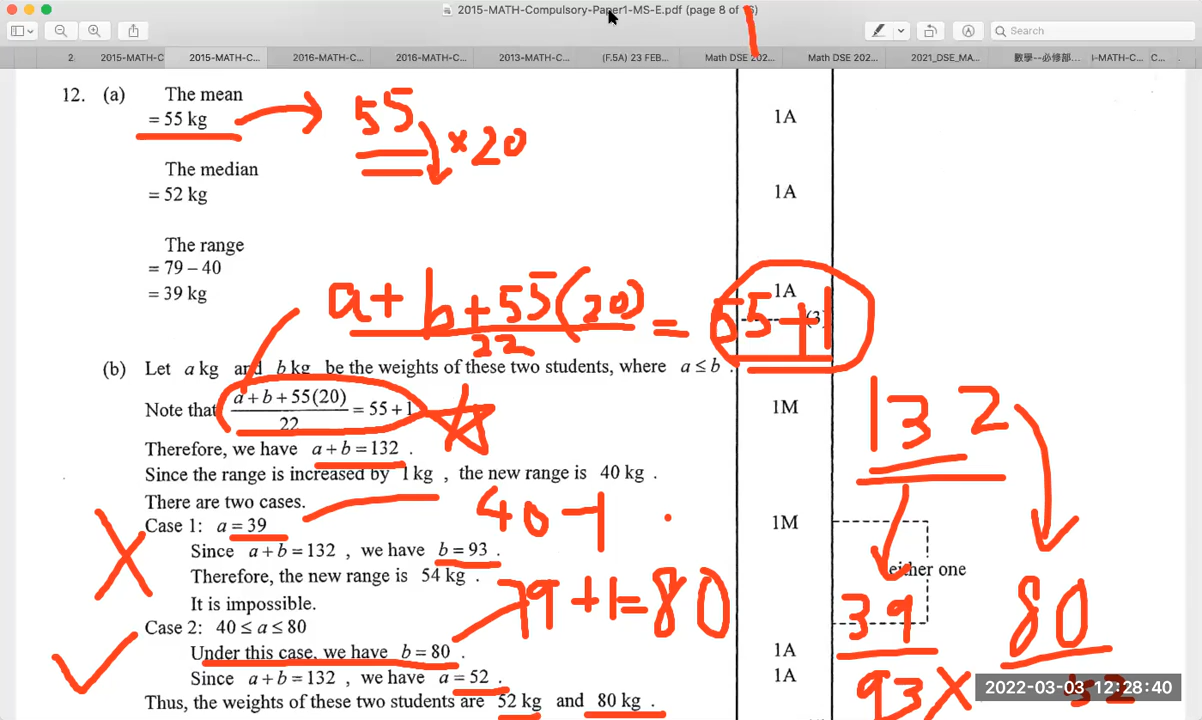 2015-MATH-Compulsory-Paper1-MS-E.pdf (page 8 of 16)
Search
2 2015-MATH-C... 2015-MATH-C... 2016-MATH-C... 2016-MATH-C... 2013-MATH-C... (F.5A) 23 FEB... Math DSE 202... Math DSE 202... 2021_DSE_MA... 數學--必修部... I-MATH-C... C...
12. (a) The mean
= 55 kg 1A
55 × 20
The median
= 52 kg 1A
The range
= 79 – 40
= 39 kg 1A
(3)
a + b + 55(20) = 55+1
22
(b) Let a kg and b kg be the weights of these two students, where a ≤ b .
Note that a + b + 55(20) / 22 = 55 + 1 1M
132
Therefore, we have a + b = 132 .
Since the range is increased by 1 kg , the new range is 40 kg .
There are two cases.
40 - 1
Case 1: a = 39 1M
Since a + b = 132 , we have b = 93 .
either one
Therefore, the new range is 54 kg .
79 + 1 = 80
39 80
It is impossible.
Case 2: 40 ≤ a ≤ 80
Under this case, we have b = 80 . 1A
Since a + b = 132 , we have a = 52 . 1A
93 X 52
Thus, the weights of these two students are 52 kg and 80 kg .
2022-03-03 12:28:40